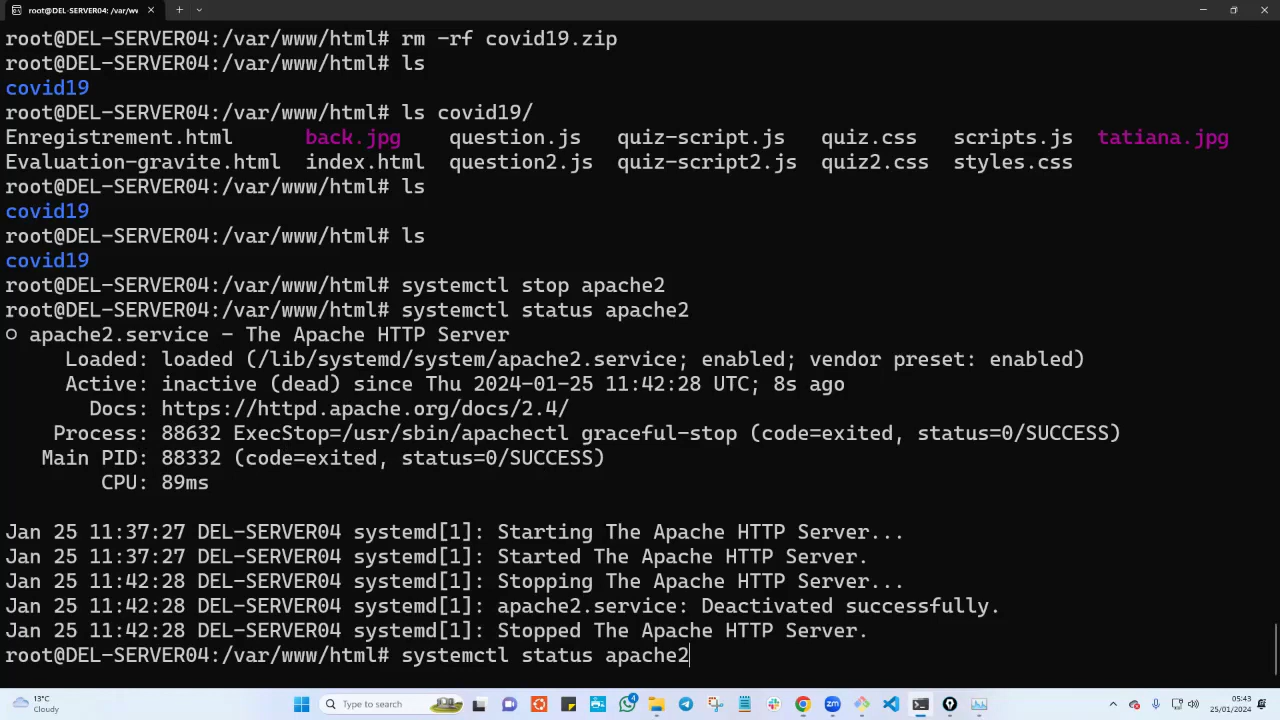 root@DEL-SERVER04: /var/w
root@DEL-SERVER04:/var/www/html# rm -rf covid19.zip
root@DEL-SERVER04:/var/www/html# ls
covid19
root@DEL-SERVER04:/var/www/html# ls covid19/
Enregistrement.html back.jpg question.js quiz-script.js quiz.css scripts.js tatiana.jpg
Evaluation-gravite.html index.html question2.js quiz-script2.js quiz2.css styles.css
root@DEL-SERVER04:/var/www/html# ls
covid19
root@DEL-SERVER04:/var/www/html# ls
covid19
root@DEL-SERVER04:/var/www/html# systemctl stop apache2
root@DEL-SERVER04:/var/www/html# systemctl status apache2
○ apache2.service - The Apache HTTP Server
Loaded: loaded (/lib/systemd/system/apache2.service; enabled; vendor preset: enabled)
Active: inactive (dead) since Thu 2024-01-25 11:42:28 UTC; 8s ago
Docs: https://httpd.apache.org/docs/2.4/
Process: 88632 ExecStop=/usr/sbin/apachectl graceful-stop (code=exited, status=0/SUCCESS)
Main PID: 88332 (code=exited, status=0/SUCCESS)
CPU: 89ms
Jan 25 11:37:27 DEL-SERVER04 systemd[1]: Starting The Apache HTTP Server...
Jan 25 11:37:27 DEL-SERVER04 systemd[1]: Started The Apache HTTP Server.
Jan 25 11:42:28 DEL-SERVER04 systemd[1]: Stopping The Apache HTTP Server...
Jan 25 11:42:28 DEL-SERVER04 systemd[1]: apache2.service: Deactivated successfully.
Jan 25 11:42:28 DEL-SERVER04 systemd[1]: Stopped The Apache HTTP Server.
root@DEL-SERVER04:/var/www/html# systemctl status apache2
13°C
Cloudy
Type to search
4
zm
05:43
25/01/2024